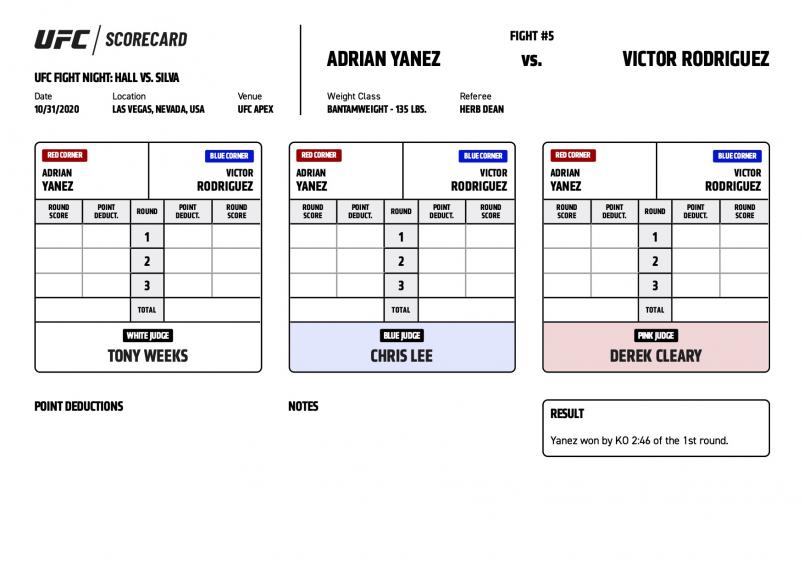 UFC / SCORECARD
UFC FIGHT NIGHT: HALL VS. SILVA
Date Location Venue
10/31/2020 LAS VEGAS, NEVADA, USA UFC APEX
FIGHT #5
ADRIAN YANEZ vs. VICTOR RODRIGUEZ
Weight Class Referee
BANTAMWEIGHT - 135 LBS. HERB DEAN
RED CORNER BLUE CORNER
ADRIAN VICTOR
YANEZ RODRIGUEZ
ROUND POINT ROUND POINT ROUND
SCORE DEDUCT. DEDUCT. SCORE
1
2
3
TOTAL
WHITE JUDGE
TONY WEEKS
RED CORNER BLUE CORNER
ADRIAN VICTOR
YANEZ RODRIGUEZ
ROUND POINT ROUND POINT ROUND
SCORE DEDUCT. DEDUCT. SCORE
1
2
3
TOTAL
BLUE JUDGE
CHRIS LEE
RED CORNER BLUE CORNER
ADRIAN VICTOR
YANEZ RODRIGUEZ
ROUND POINT ROUND POINT ROUND
SCORE DEDUCT. DEDUCT. SCORE
1
2
3
TOTAL
PINK JUDGE
DEREK CLEARY
POINT DEDUCTIONS
NOTES
RESULT
Yanez won by KO 2:46 of the 1st round.